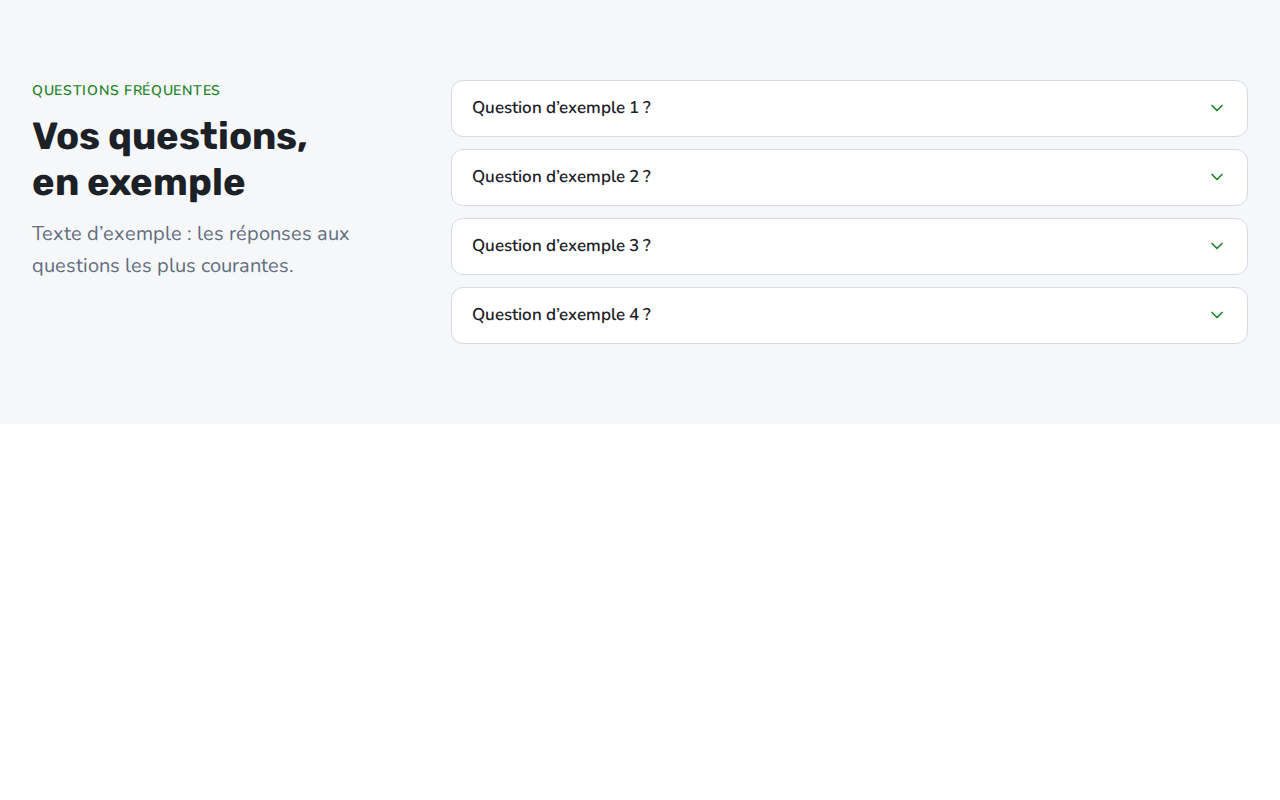 QUESTIONS FRÉQUENTES
Vos questions,
en exemple
Texte d’exemple : les réponses aux
questions les plus courantes.
Question d’exemple 1 ?
Question d’exemple 2 ?
Question d’exemple 3 ?
Question d’exemple 4 ?